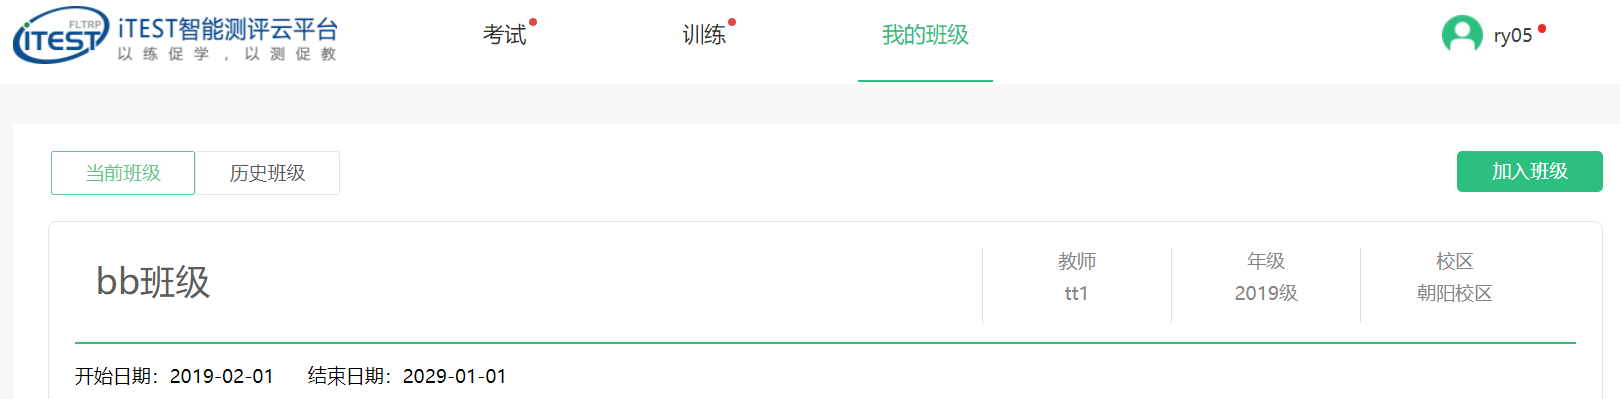 FLTRP
iTEST
iTEST智能测评云平台
以练促学，以测促教
考试
训练
我的班级
ry05
当前班级
历史班级
加入班级
bb班级
教师
tt1
年级
2019级
校区
朝阳校区
开始日期：2019-02-01 结束日期：2029-01-01